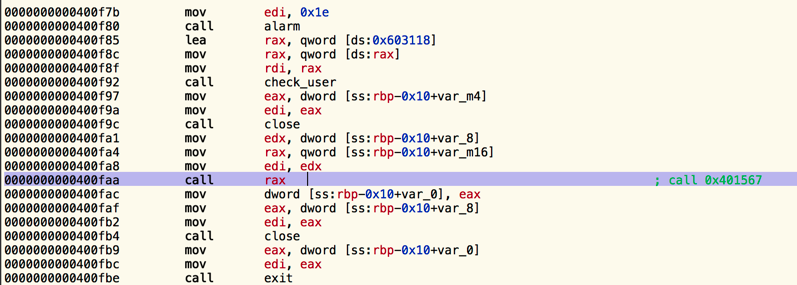 0000000000400f7b mov edi, 0x1e
0000000000400f80 call alarm
0000000000400f85 lea rax, qword [ds:0x603118]
0000000000400f8c mov rax, qword [ds:rax]
0000000000400f8f mov rdi, rax
0000000000400f92 call check_user
0000000000400f97 mov eax, dword [ss:rbp-0x10+var_m4]
0000000000400f9a mov edi, eax
0000000000400f9c call close
0000000000400fa1 mov edx, dword [ss:rbp-0x10+var_8]
0000000000400fa4 mov rax, qword [ss:rbp-0x10+var_m16]
0000000000400fa8 mov edi, edx
0000000000400faa call rax ; call 0x401567
0000000000400fac mov dword [ss:rbp-0x10+var_0], eax
0000000000400faf mov eax, dword [ss:rbp-0x10+var_8]
0000000000400fb2 mov edi, eax
0000000000400fb4 call close
0000000000400fb9 mov eax, dword [ss:rbp-0x10+var_0]
0000000000400fbc mov edi, eax
0000000000400fbe call exit